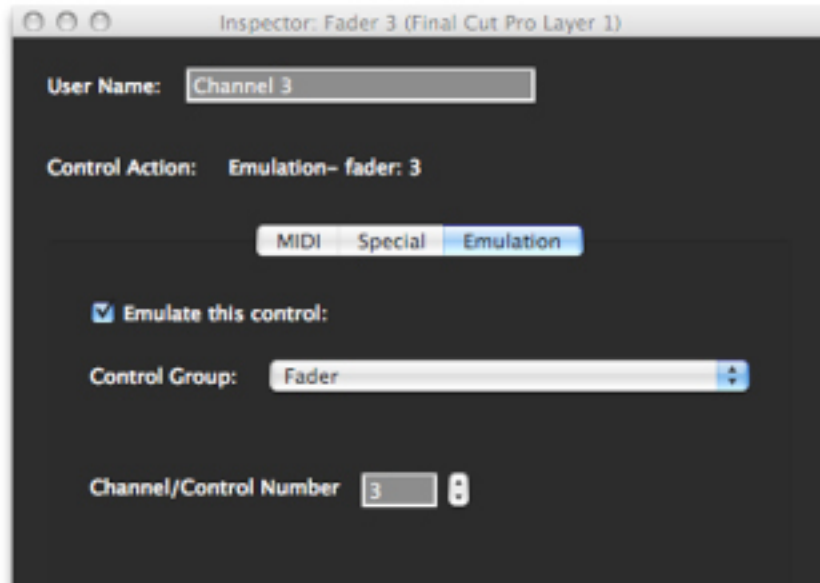 Inspector: Fader 3 (Final Cut Pro Layer 1)
User Name: Channel 3
Control Action: Emulation- fader: 3
MIDI Special Emulation
Emulate this control:
Control Group: Fader
Channel/Control Number 3